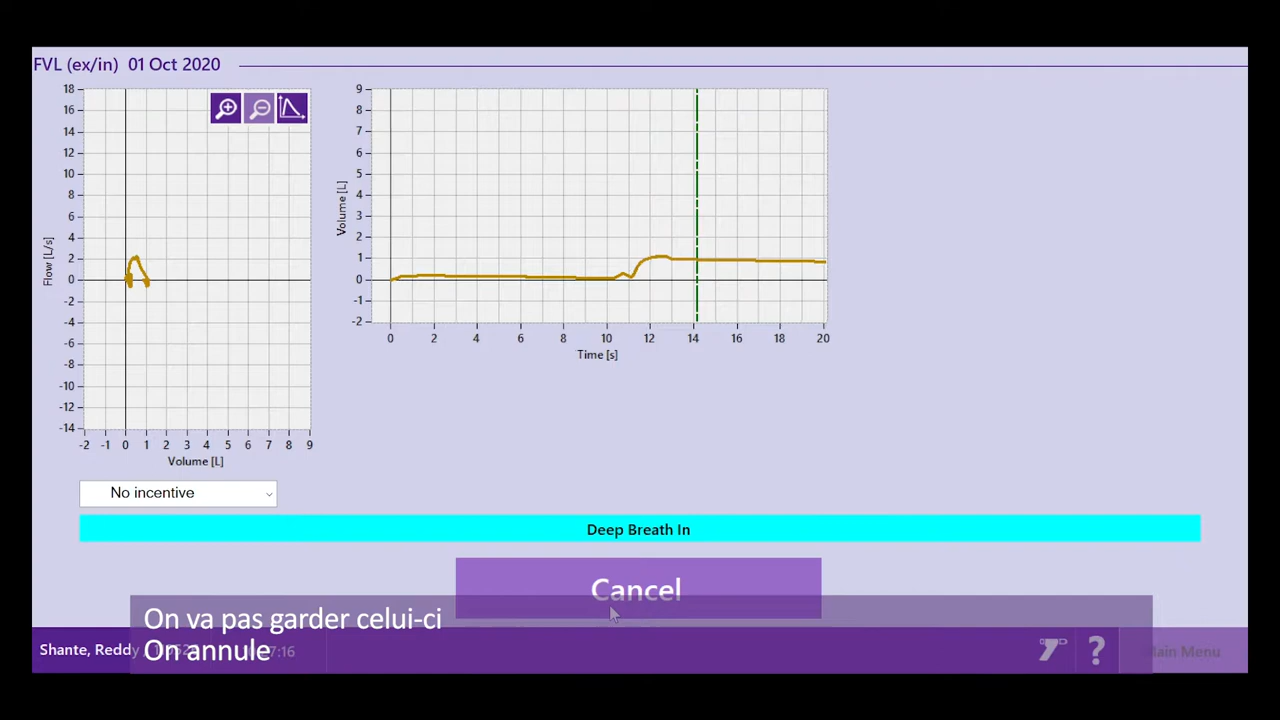 FVL (ex/in) 01 Oct 2020
18
16
14
12
10
8
6
4
2
0
-2
-4
-6
-8
-10
-12
-14
Flow [L/s]
-2 -1 0 1 2 3 4 5 6 7 8 9
Volume [L]
9
8
7
6
5
4
3
2
1
0
-1
-2
Volume [L]
0 2 4 6 8 10 12 14 16 18 20
Time [s]
No incentive
Deep Breath In
Cancel
On va pas garder celui-ci
On annule
Shante, Reddy
7:16
? Main Menu